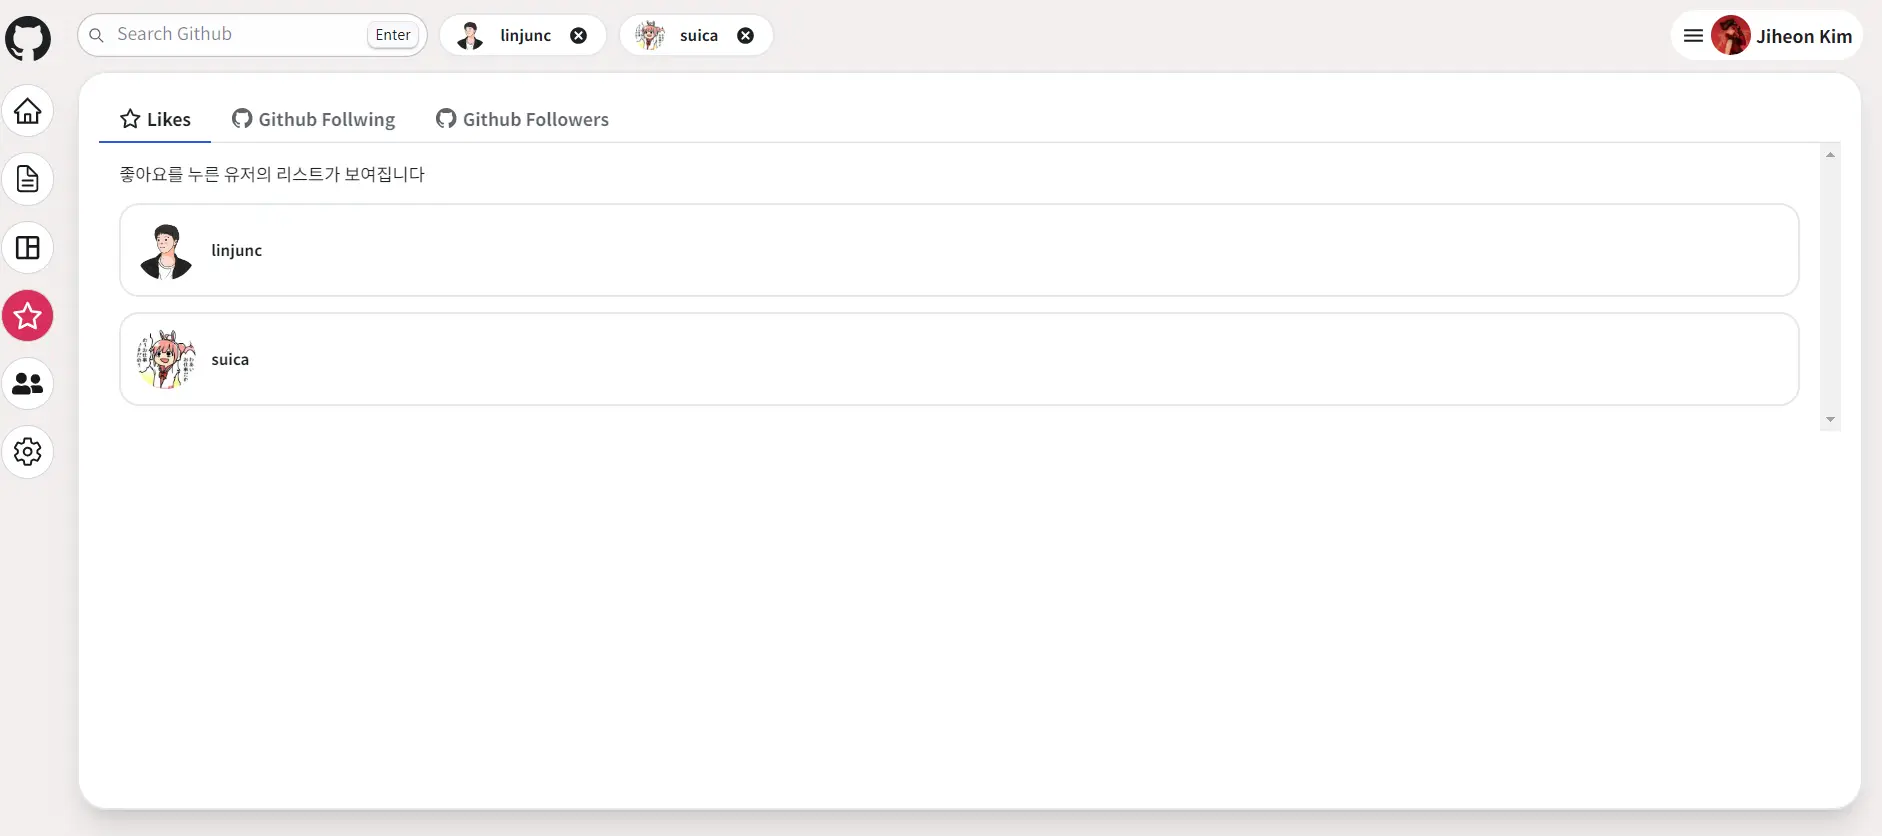 Search Github
Enter
linjunc
suica
Jiheon Kim
Likes
Github Follwing
Github Followers
좋아요를 누른 유저의 리스트가 보여집니다
linjunc
suica